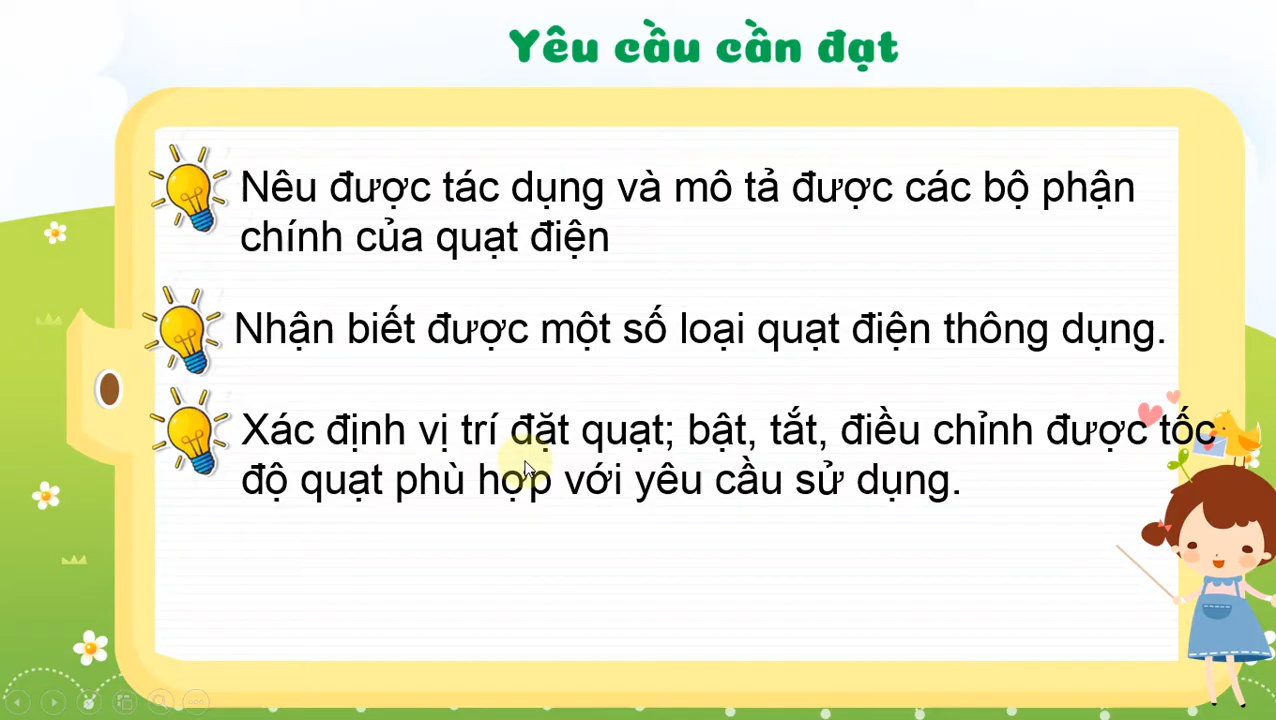 Yêu cầu cần đạt
Nêu được tác dụng và mô tả được các bộ phận
chính của quạt điện
Nhận biết được một số loại quạt điện thông dụng.
Xác định vị trí đặt quạt; bật, tắt, điều chỉnh được tốc
độ quạt phù hợp với yêu cầu sử dụng.